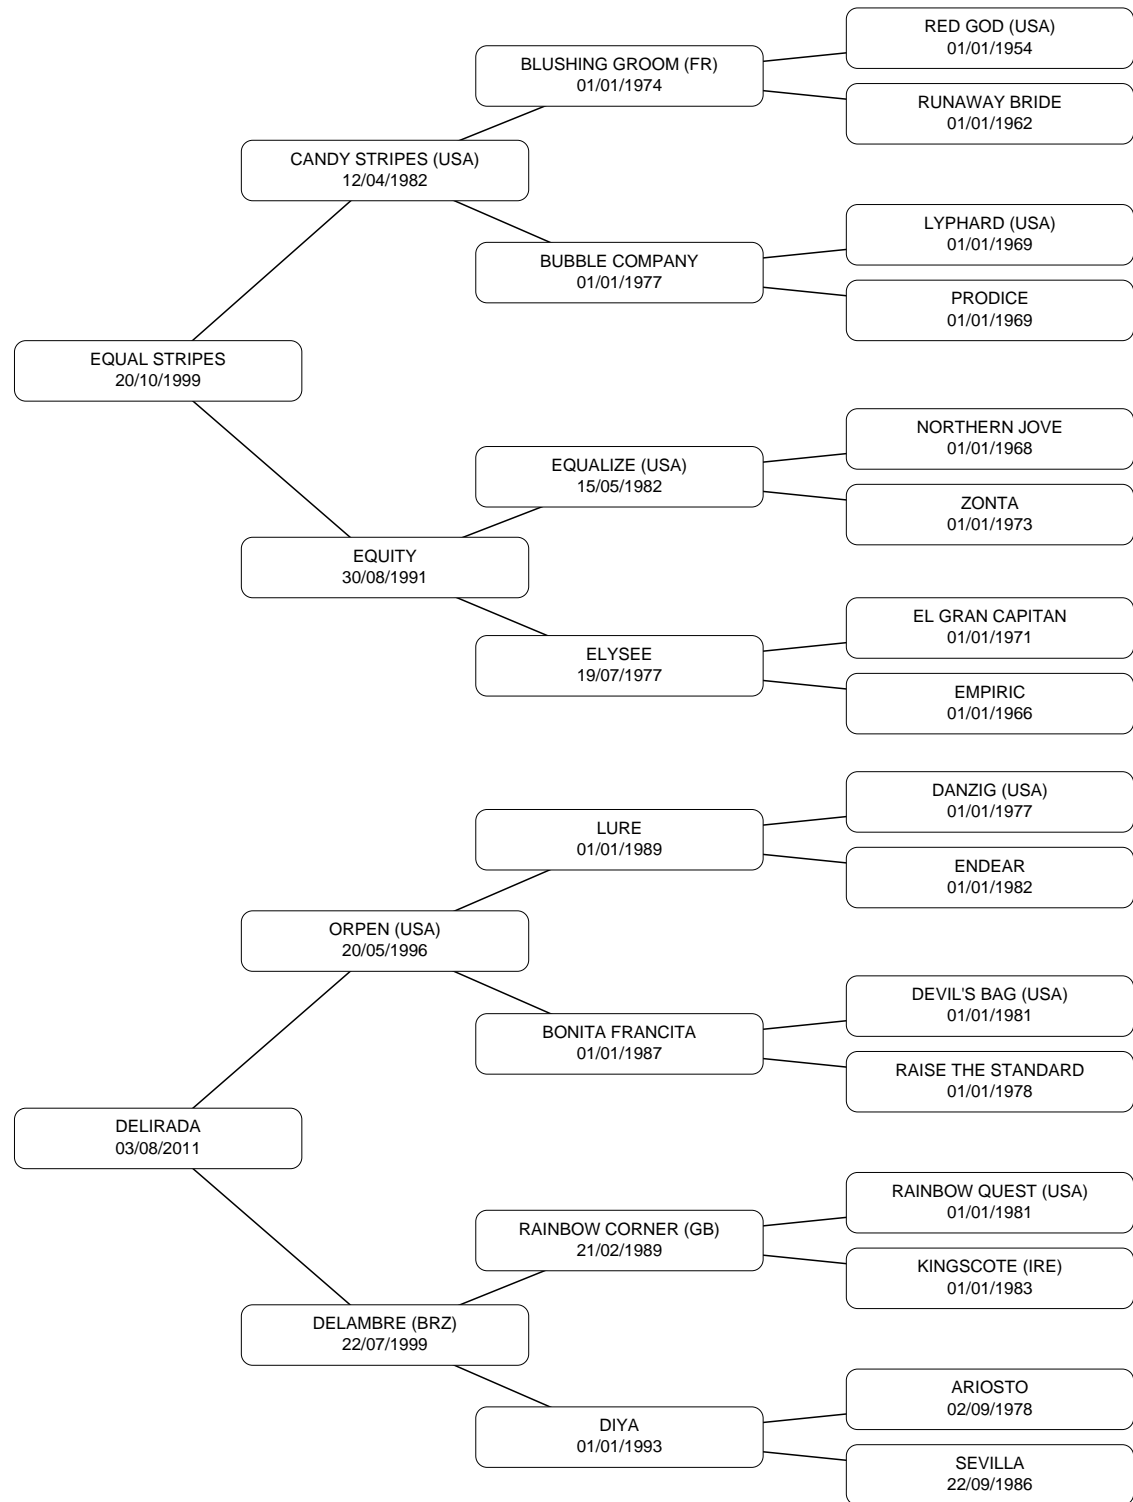 RED GOD (USA)
01/01/1954
BLUSHING GROOM (FR)
01/01/1974
RUNAWAY BRIDE
01/01/1962
CANDY STRIPES (USA)
12/04/1982
LYPHARD (USA)
01/01/1969
BUBBLE COMPANY
01/01/1977
PRODICE
01/01/1969
EQUAL STRIPES
20/10/1999
NORTHERN JOVE
01/01/1968
EQUALIZE (USA)
15/05/1982
ZONTA
01/01/1973
EQUITY
30/08/1991
EL GRAN CAPITAN
01/01/1971
ELYSEE
19/07/1977
EMPIRIC
01/01/1966
DANZIG (USA)
01/01/1977
LURE
01/01/1989
ENDEAR
01/01/1982
ORPEN (USA)
20/05/1996
DEVIL'S BAG (USA)
01/01/1981
BONITA FRANCITA
01/01/1987
RAISE THE STANDARD
01/01/1978
DELIRADA
03/08/2011
RAINBOW QUEST (USA)
01/01/1981
RAINBOW CORNER (GB)
21/02/1989
KINGSCOTE (IRE)
01/01/1983
DELAMBRE (BRZ)
22/07/1999
ARIOSTO
02/09/1978
DIYA
01/01/1993
SEVILLA
22/09/1986